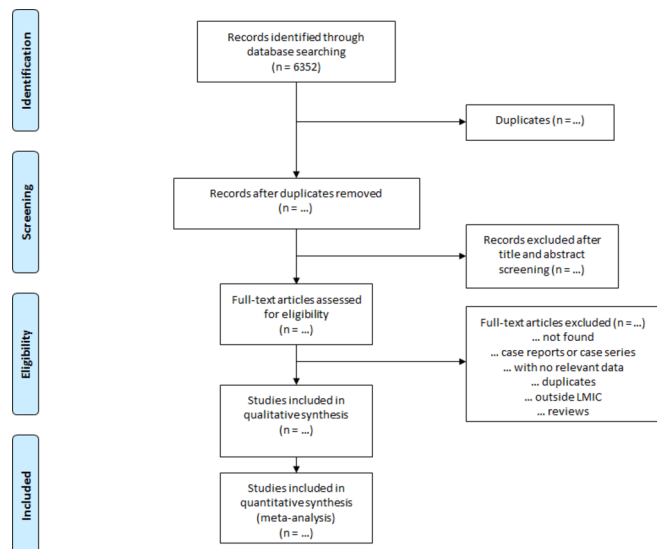 Identification
Records identified through
database searching
(n = 6352)
Duplicates (n = ...)
Screening
Records after duplicates removed
(n = ...)
Records excluded after
title and abstract
screening (n = ...)
Eligibility
Full-text articles assessed
for eligibility
(n = ...)
Full-text articles excluded (n = ...)
... not found
... case reports or case series
... with no relevant data
... duplicates
... outside LMIC
... reviews
Studies included in
qualitative synthesis
(n = ...)
Included
Studies included in
quantitative synthesis
(meta-analysis)
(n = ...)